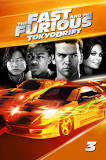 THE FAST AND THE FURIOUS
TOKYO DRIFT
3